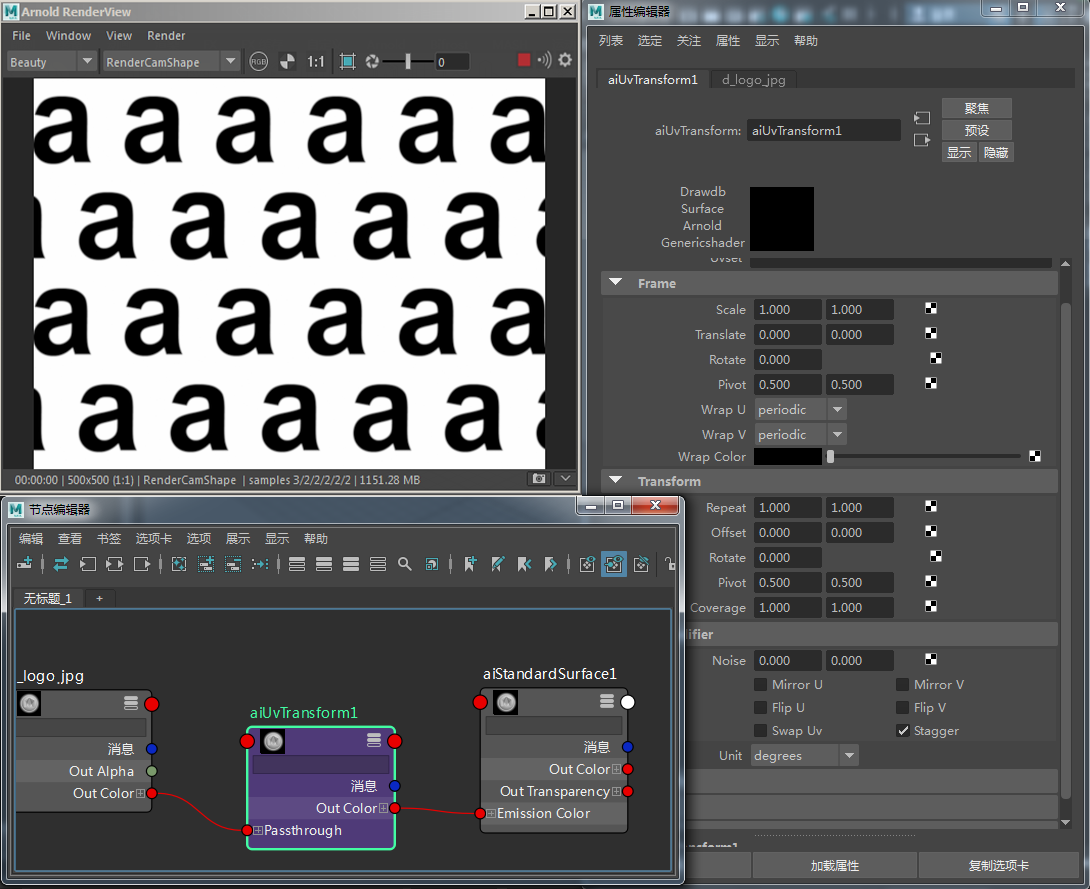 Arnold RenderView
File Window View Render
Beauty RenderCamShape RGB 1:1 0
a a a a a a
a a a a a
a a a a a a
a a a a a
00:00:00 | 500x500 (1:1) | RenderCamShape | samples 3/2/2/2/2/2 | 1151.28 MB
属性编辑器
列表 选定 关注 属性 显示 帮助
aiUvTransform1 d_logo_jpg
aiUvTransform: aiUvTransform1
聚焦
预设
显示 隐藏
Drawdb
Surface
Arnold
Genericshader
Uvset
Frame
Scale 1.000 1.000
Translate 0.000 0.000
Rotate 0.000
Pivot 0.500 0.500
Wrap U periodic
Wrap V periodic
Wrap Color
Transform
Repeat 1.000 1.000
Offset 0.000 0.000
Rotate 0.000
Pivot 0.500 0.500
Coverage 1.000 1.000
ifier
Noise 0.000 0.000
Mirror U Mirror V
Flip U Flip V
Swap Uv Stagger
Unit degrees
加载属性 复制选项卡
节点编辑器
编辑 查看 书签 选项卡 选项 展示 显示 帮助
无标题_1 +
_logo_jpg
消息
Out Alpha
Out Color
aiUvTransform1
消息
Out Color
Passthrough
aiStandardSurface1
消息
Out Color
Out Transparency
Emission Color